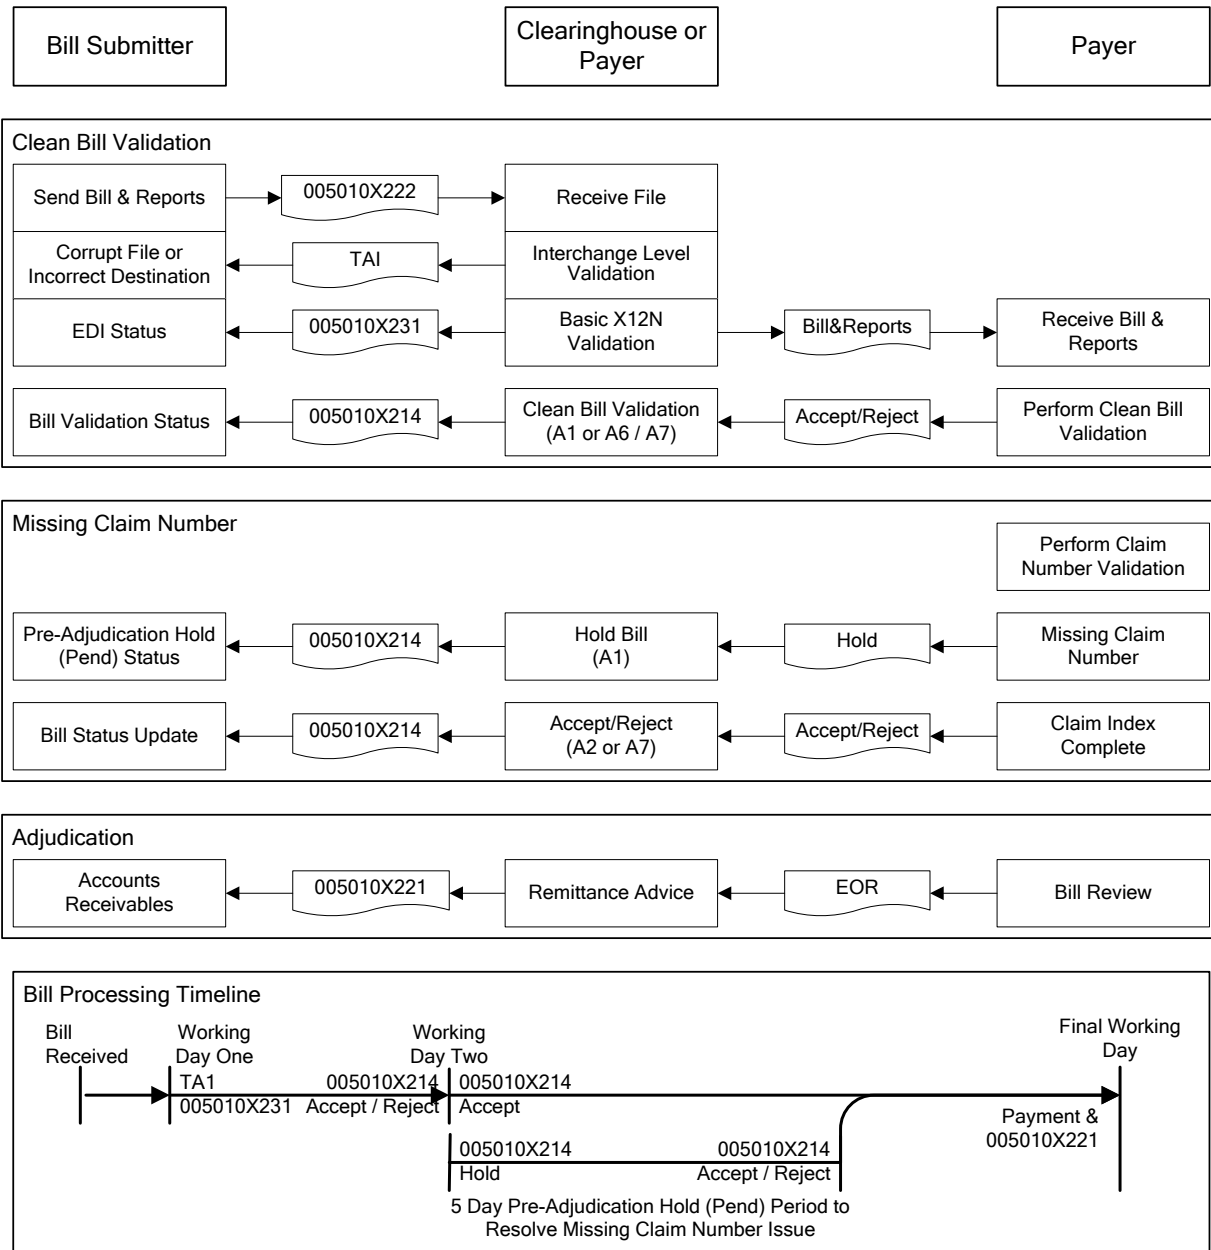 Bill Submitter
Clearinghouse or
Payer
Payer
Clean Bill Validation
Send Bill & Reports
005010X222
Receive File
Corrupt File or
Incorrect Destination
TAI
Interchange Level
Validation
EDI Status
005010X231
Basic X12N
Validation
Bill&Reports
Receive Bill &
Reports
Bill Validation Status
005010X214
Clean Bill Validation
(A1 or A6 / A7)
Accept/Reject
Perform Clean Bill
Validation
Missing Claim Number
Perform Claim
Number Validation
Pre-Adjudication Hold
(Pend) Status
005010X214
Hold Bill
(A1)
Hold
Missing Claim
Number
Bill Status Update
005010X214
Accept/Reject
(A2 or A7)
Accept/Reject
Claim Index
Complete
Adjudication
Accounts
Receivables
005010X221
Remittance Advice
EOR
Bill Review
Bill Processing Timeline
Bill
Received
Working
Day One
Working
Day Two
Final Working
Day
TA1
005010X231
005010X214
Accept / Reject
005010X214
Accept
Payment &
005010X221
005010X214
Hold
005010X214
Accept / Reject
5 Day Pre-Adjudication Hold (Pend) Period to
Resolve Missing Claim Number Issue